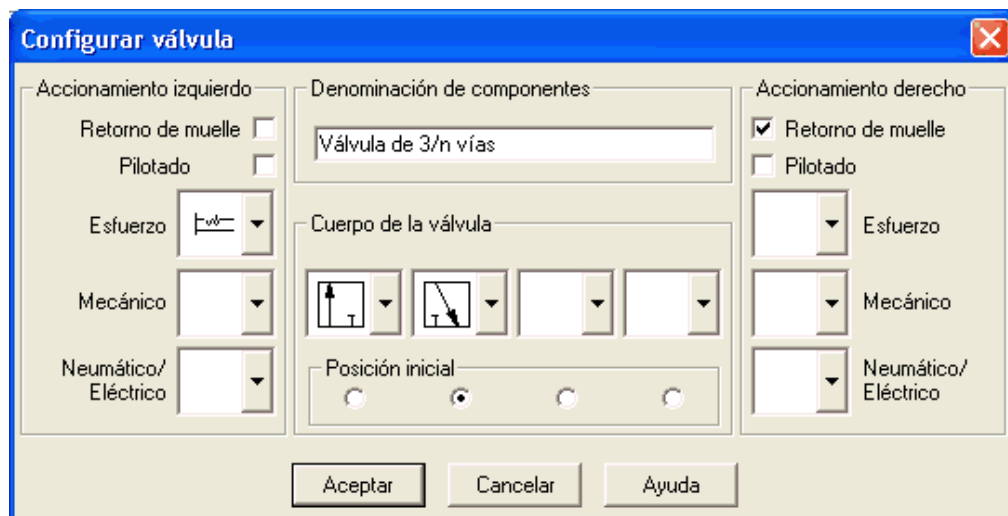 Configurar válvula
Accionamiento izquierdo
Retorno de muelle
Pilotado
Esfuerzo
Mecánico
Neumático/
Eléctrico
Denominación de componentes
Válvula de 3/n vías
Cuerpo de la válvula
Posición inicial
Accionamiento derecho
Retorno de muelle
Pilotado
Esfuerzo
Mecánico
Neumático/
Eléctrico
Aceptar
Cancelar
Ayuda